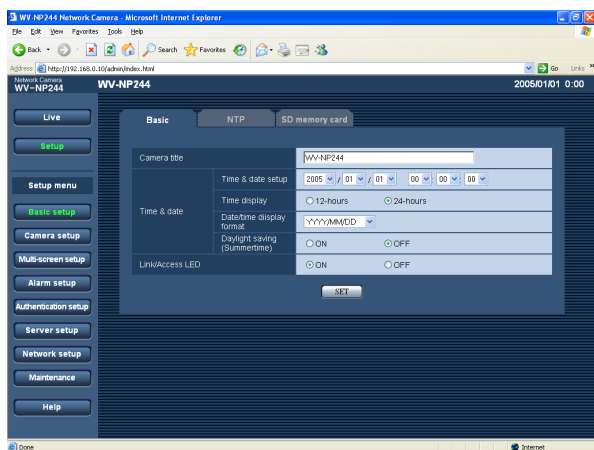 WV-NP244 Network Camera - Microsoft Internet Explorer
File Edit View Favorites Tools Help
Back Search Favorites
Address http://192.168.0.10/admin/index.html Go Links »
Network Camera
WV-NP244
WV-NP244 2005/01/01 0:00
Live
Setup
Setup menu
Basic setup
Camera setup
Multi-screen setup
Alarm setup
Authentication setup
Server setup
Network setup
Maintenance
Help
Basic NTP SD memory card
Camera title WV-NP244
Time & date
Time & date setup 2005 / 01 / 01 00 : 00 : 00
Time display 12-hours 24-hours
Date/time diisplay
format YYYY/MM/DD
Daylight saving
(Summertime) ON OFF
Link/Access LED ON OFF
SET
Done Internet